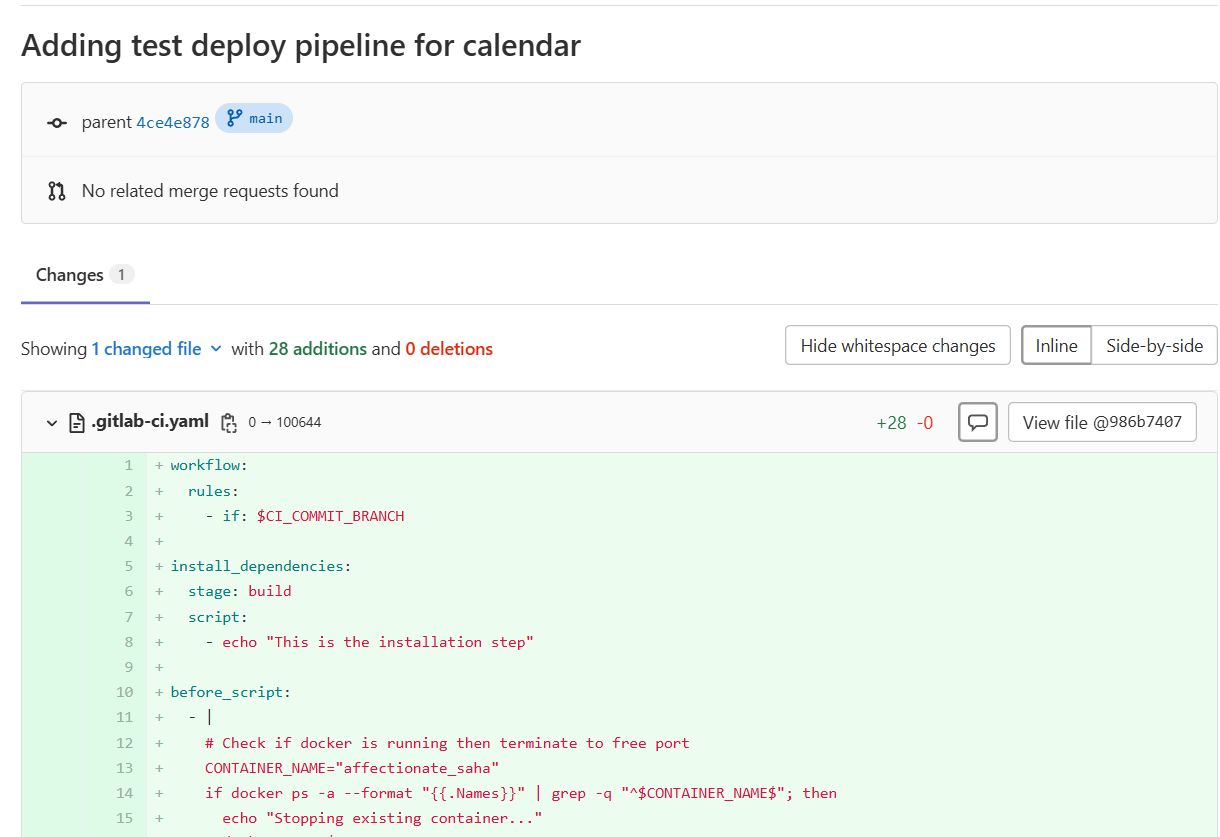 Adding test deploy pipeline for calendar
parent 4ce4e878 main
No related merge requests found
Changes 1
Showing 1 changed file with 28 additions and 0 deletions
Hide whitespace changes Inline Side-by-side
.gitlab-ci.yaml 0 → 100644 +28 -0 View file @986b7407
1 + workflow:
2 +   rules:
3 +     - if: $CI_COMMIT_BRANCH
4 +
5 + install_dependencies:
6 +   stage: build
7 +   script:
8 +     - echo "This is the installation step"
9 +
10 + before_script:
11 +   - |
12 +     # Check if docker is running then terminate to free port
13 +     CONTAINER_NAME="affectionate_saha"
14 +     if docker ps -a --format "{{.Names}}" | grep -q "^$CONTAINER_NAME$"; then
15 +       echo "Stopping existing container..."